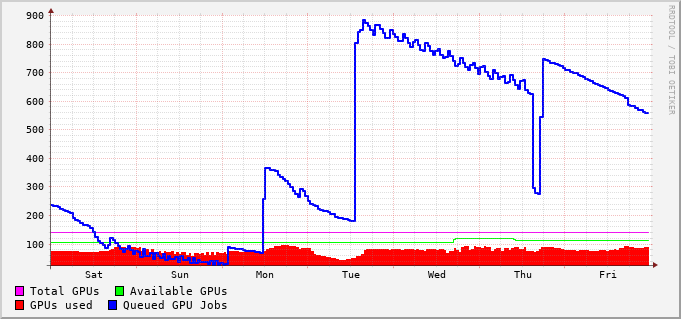 900
800
700
600
500
400
300
200
100
Sat Sun Mon Tue Wed Thu Fri
Total GPUs Available GPUs
GPUs used Queued GPU Jobs
RRDTOOL / TOBI OETIKER